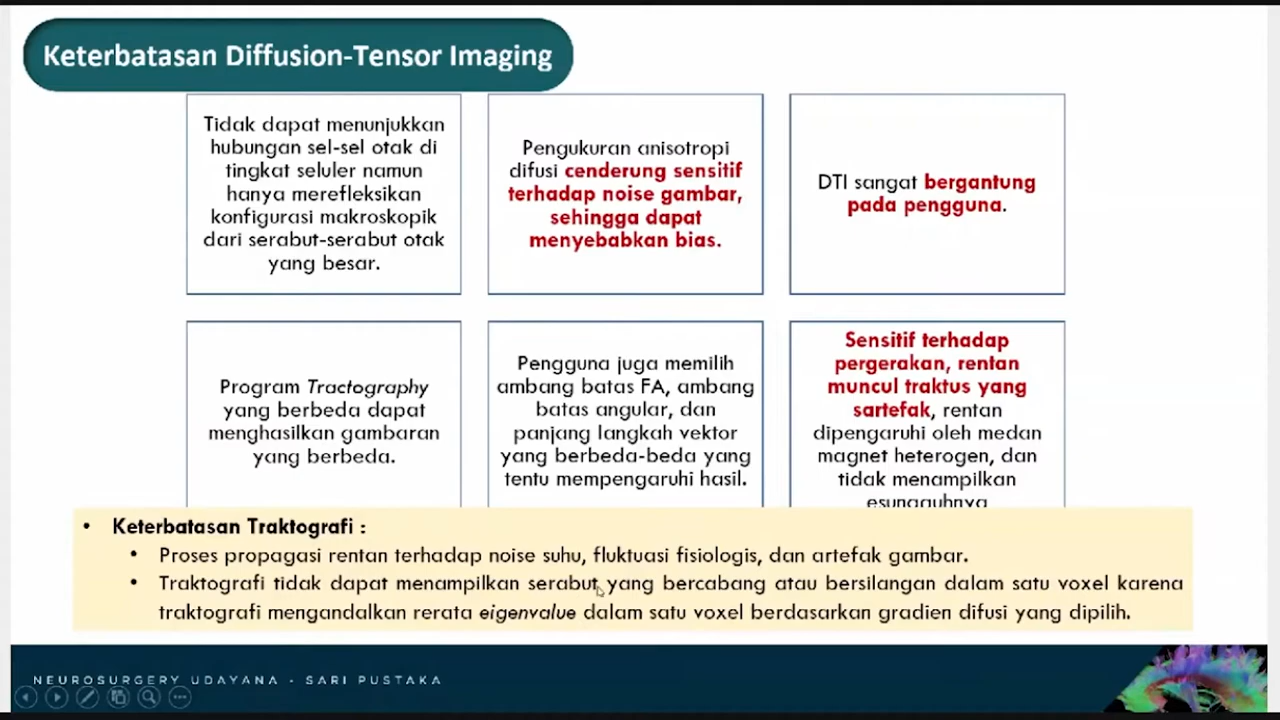 Keterbatasan Diffusion-Tensor Imaging
Tidak dapat menunjukkan
hubungan sel-sel otak di
tingkat seluler namun
hanya merefleksikan
konfigurasi makroskopik
dari serabut-serabut otak
yang besar.
Pengukuran anisotropi
difusi cenderung sensitif
terhadap noise gambar,
sehingga dapat
menyebabkan bias.
DTI sangat bergantung
pada pengguna.
Program Tractography
yang berbeda dapat
menghasilkan gambaran
yang berbeda.
Pengguna juga memilih
ambang batas FA, ambang
batas angular, dan
panjang langkah vektor
yang berbeda-beda yang
tentu mempengaruhi hasil.
Sensitif terhadap
pergerakan, rentan
muncul traktus yang
sartefak, rentan
dipengaruhi oleh medan
magnet heterogen, dan
tidak menampilkan
esungguhnya
• Keterbatasan Traktografi :
• Proses propagasi rentan terhadap noise suhu, fluktuasi fisiologis, dan artefak gambar.
• Traktografi tidak dapat menampilkan serabut yang bercabang atau bersilangan dalam satu voxel karena
traktografi mengandalkan rerata eigenvalue dalam satu voxel berdasarkan gradien difusi yang dipilih.
NEUROSURGERY UDAYANA - SARI PUSTAKA